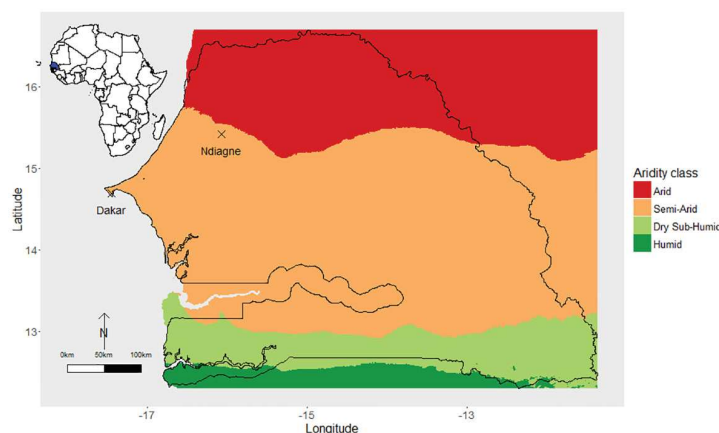 16
15
14
13
Latitude
Ndiagne
Dakar
N
0km 50km 100km
-17 -15 -13
Longitude
Aridity class
Arid
Semi-Arid
Dry Sub-Humid
Humid